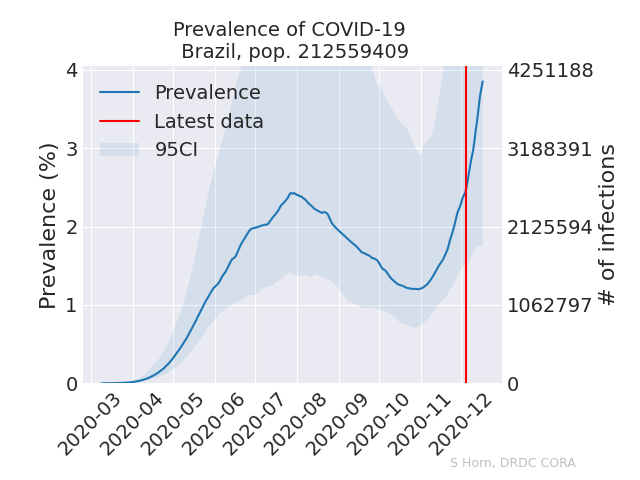 Prevalence of COVID-19
Brazil, pop. 212559409
Prevalence
Latest data
95CI
Prevalence (%)
4
3
2
1
0
4251188
3188391
2125594
1062797
0
# of infections
2020-03
2020-04
2020-05
2020-06
2020-07
2020-08
2020-09
2020-10
2020-11
2020-12
S Horn, DRDC CORA